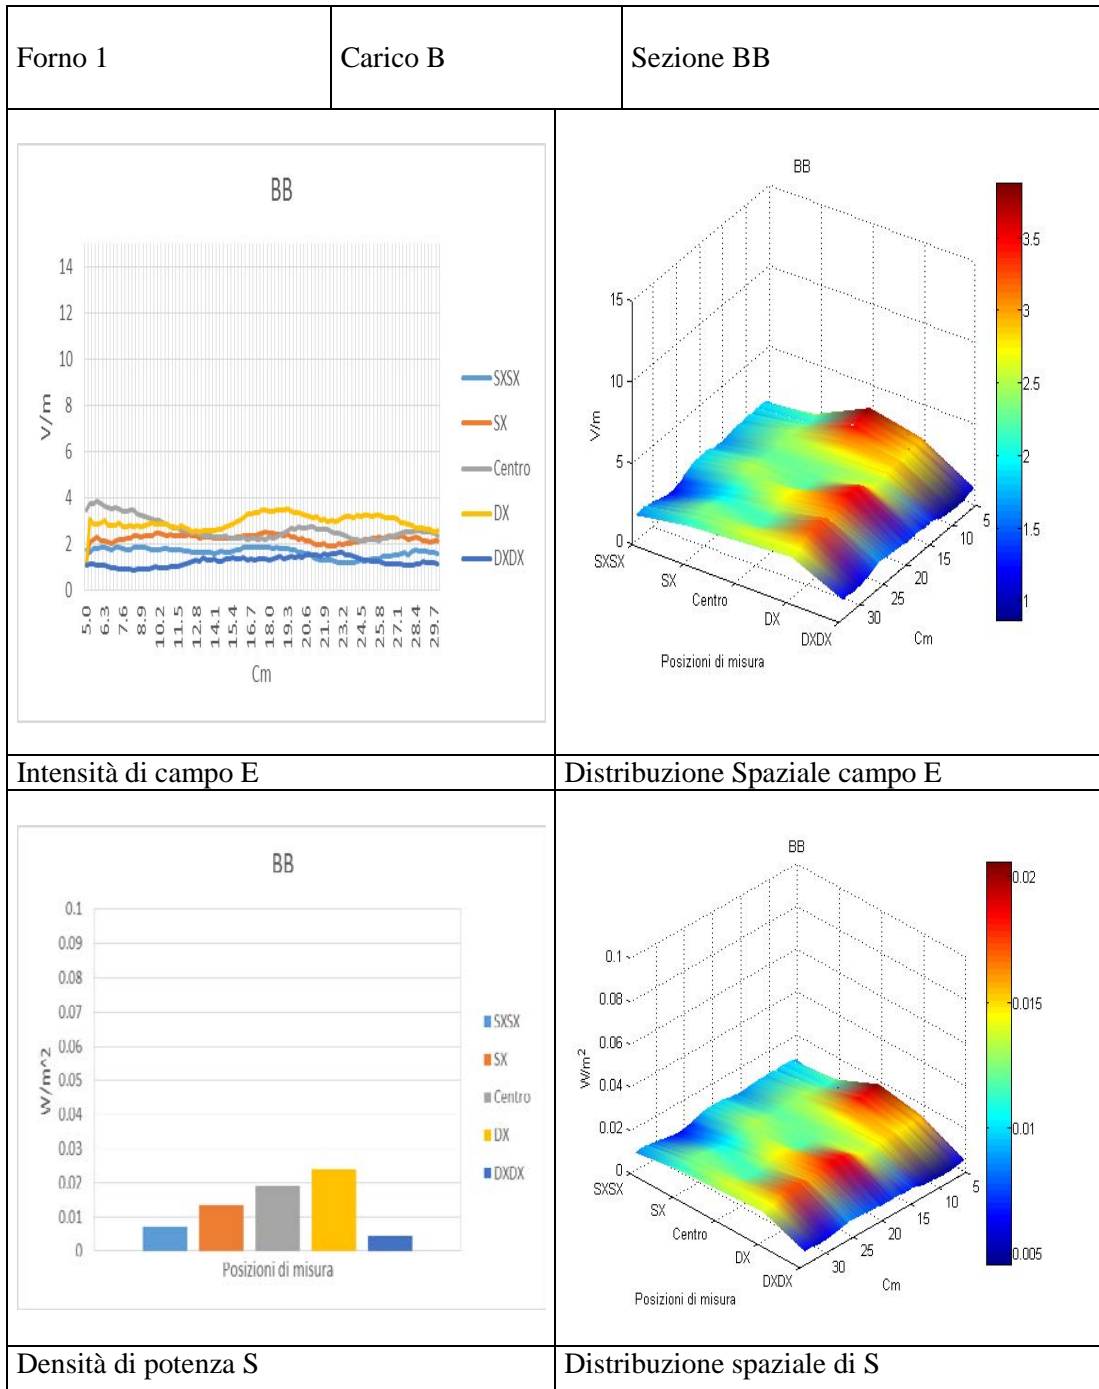 Forno 1
Carico B
Sezione BB
BB
14
12
10
8
6
4
2
0
V/m
5.0
6.3
7.6
8.9
10.2
11.5
12.8
14.1
15.4
16.7
18.0
19.3
20.6
21.9
23.2
24.5
25.8
27.1
28.4
29.7
Cm
SXSX
SX
Centro
DX
DXDX
BB
15
10
5
0
V/m
SXSX
SX
Centro
DX
DXDX
Posizioni di misura
30
25
20
15
10
5
Cm
3.5
3
2.5
2
1.5
1
Intensità di campo E
Distribuzione Spaziale campo E
BB
0.1
0.09
0.08
0.07
0.06
0.05
0.04
0.03
0.02
0.01
0
W/m^2
Posizioni di misura
SXSX
SX
Centro
DX
DXDX
BB
0.1
0.08
0.06
0.04
0.02
0
W/m²
SXSX
SX
Centro
DX
DXDX
Posizioni di misura
30
25
20
15
10
5
Cm
0.02
0.015
0.01
0.005
Densità di potenza S
Distribuzione spaziale di S